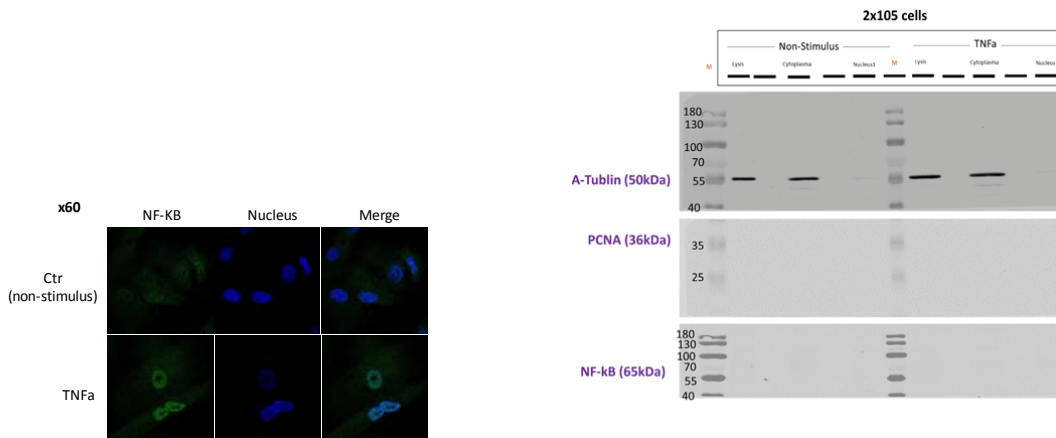 2x105 cells
Non-Stimulus
TNFa
M
Lysis
Cytoplasma
Nucleus1
M
Lysis
Cytoplasma
Nucleus
180
130
100
70
55
40
A-Tublin (50kDa)
PCNA (36kDa)
35
25
NF-kB (65kDa)
180
130
100
70
55
40
x60
NF-KB
Nucleus
Merge
Ctr
(non-stimulus)
TNFa